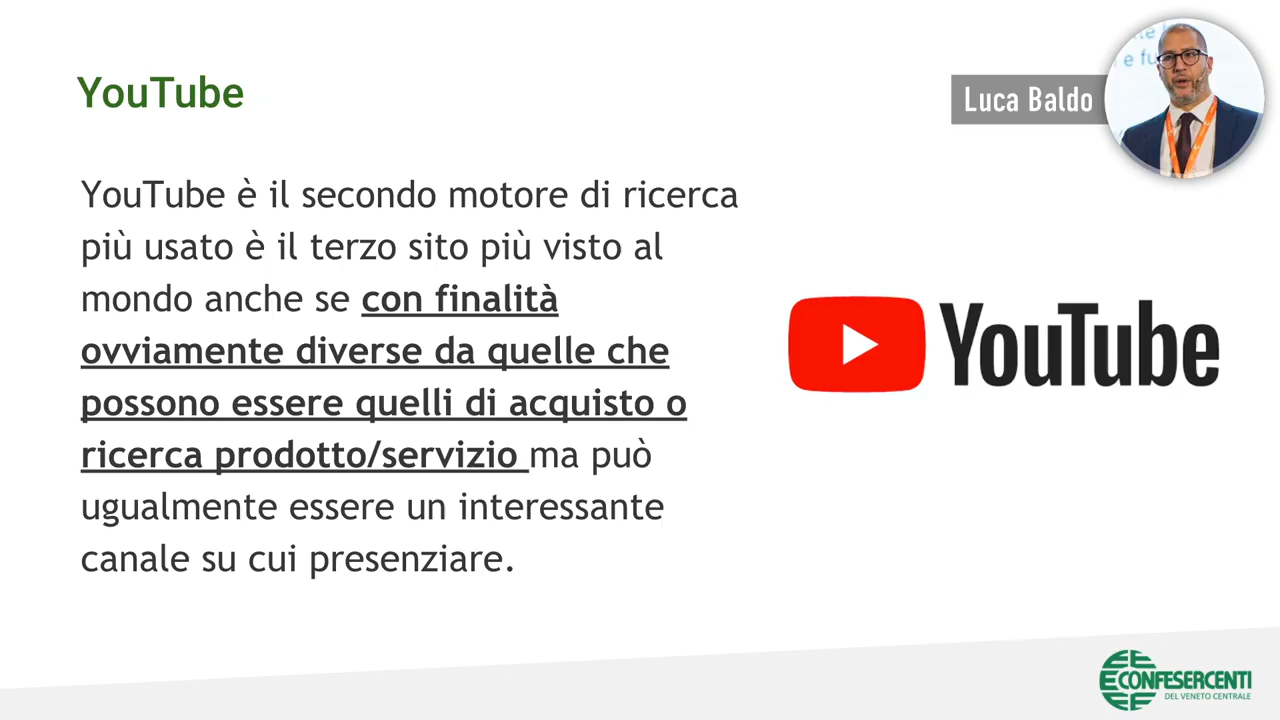 YouTube
Luca Baldo
YouTube è il secondo motore di ricerca
più usato è il terzo sito più visto al
mondo anche se con finalità
ovviamente diverse da quelle che
possono essere quelli di acquisto o
ricerca prodotto/servizio ma può
ugualmente essere un interessante
canale su cui presenziare.
YouTube
CONFESERCENTI
DEL VENETO CENTRALE